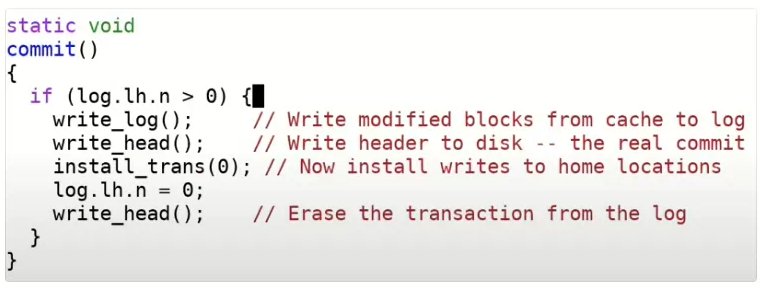 static void
commit()
{
  if (log.lh.n > 0) {
    write_log();     // Write modified blocks from cache to log
    write_head();    // Write header to disk -- the real commit
    install_trans(0); // Now install writes to home locations
    log.lh.n = 0;
    write_head();    // Erase the transaction from the log
  }
}